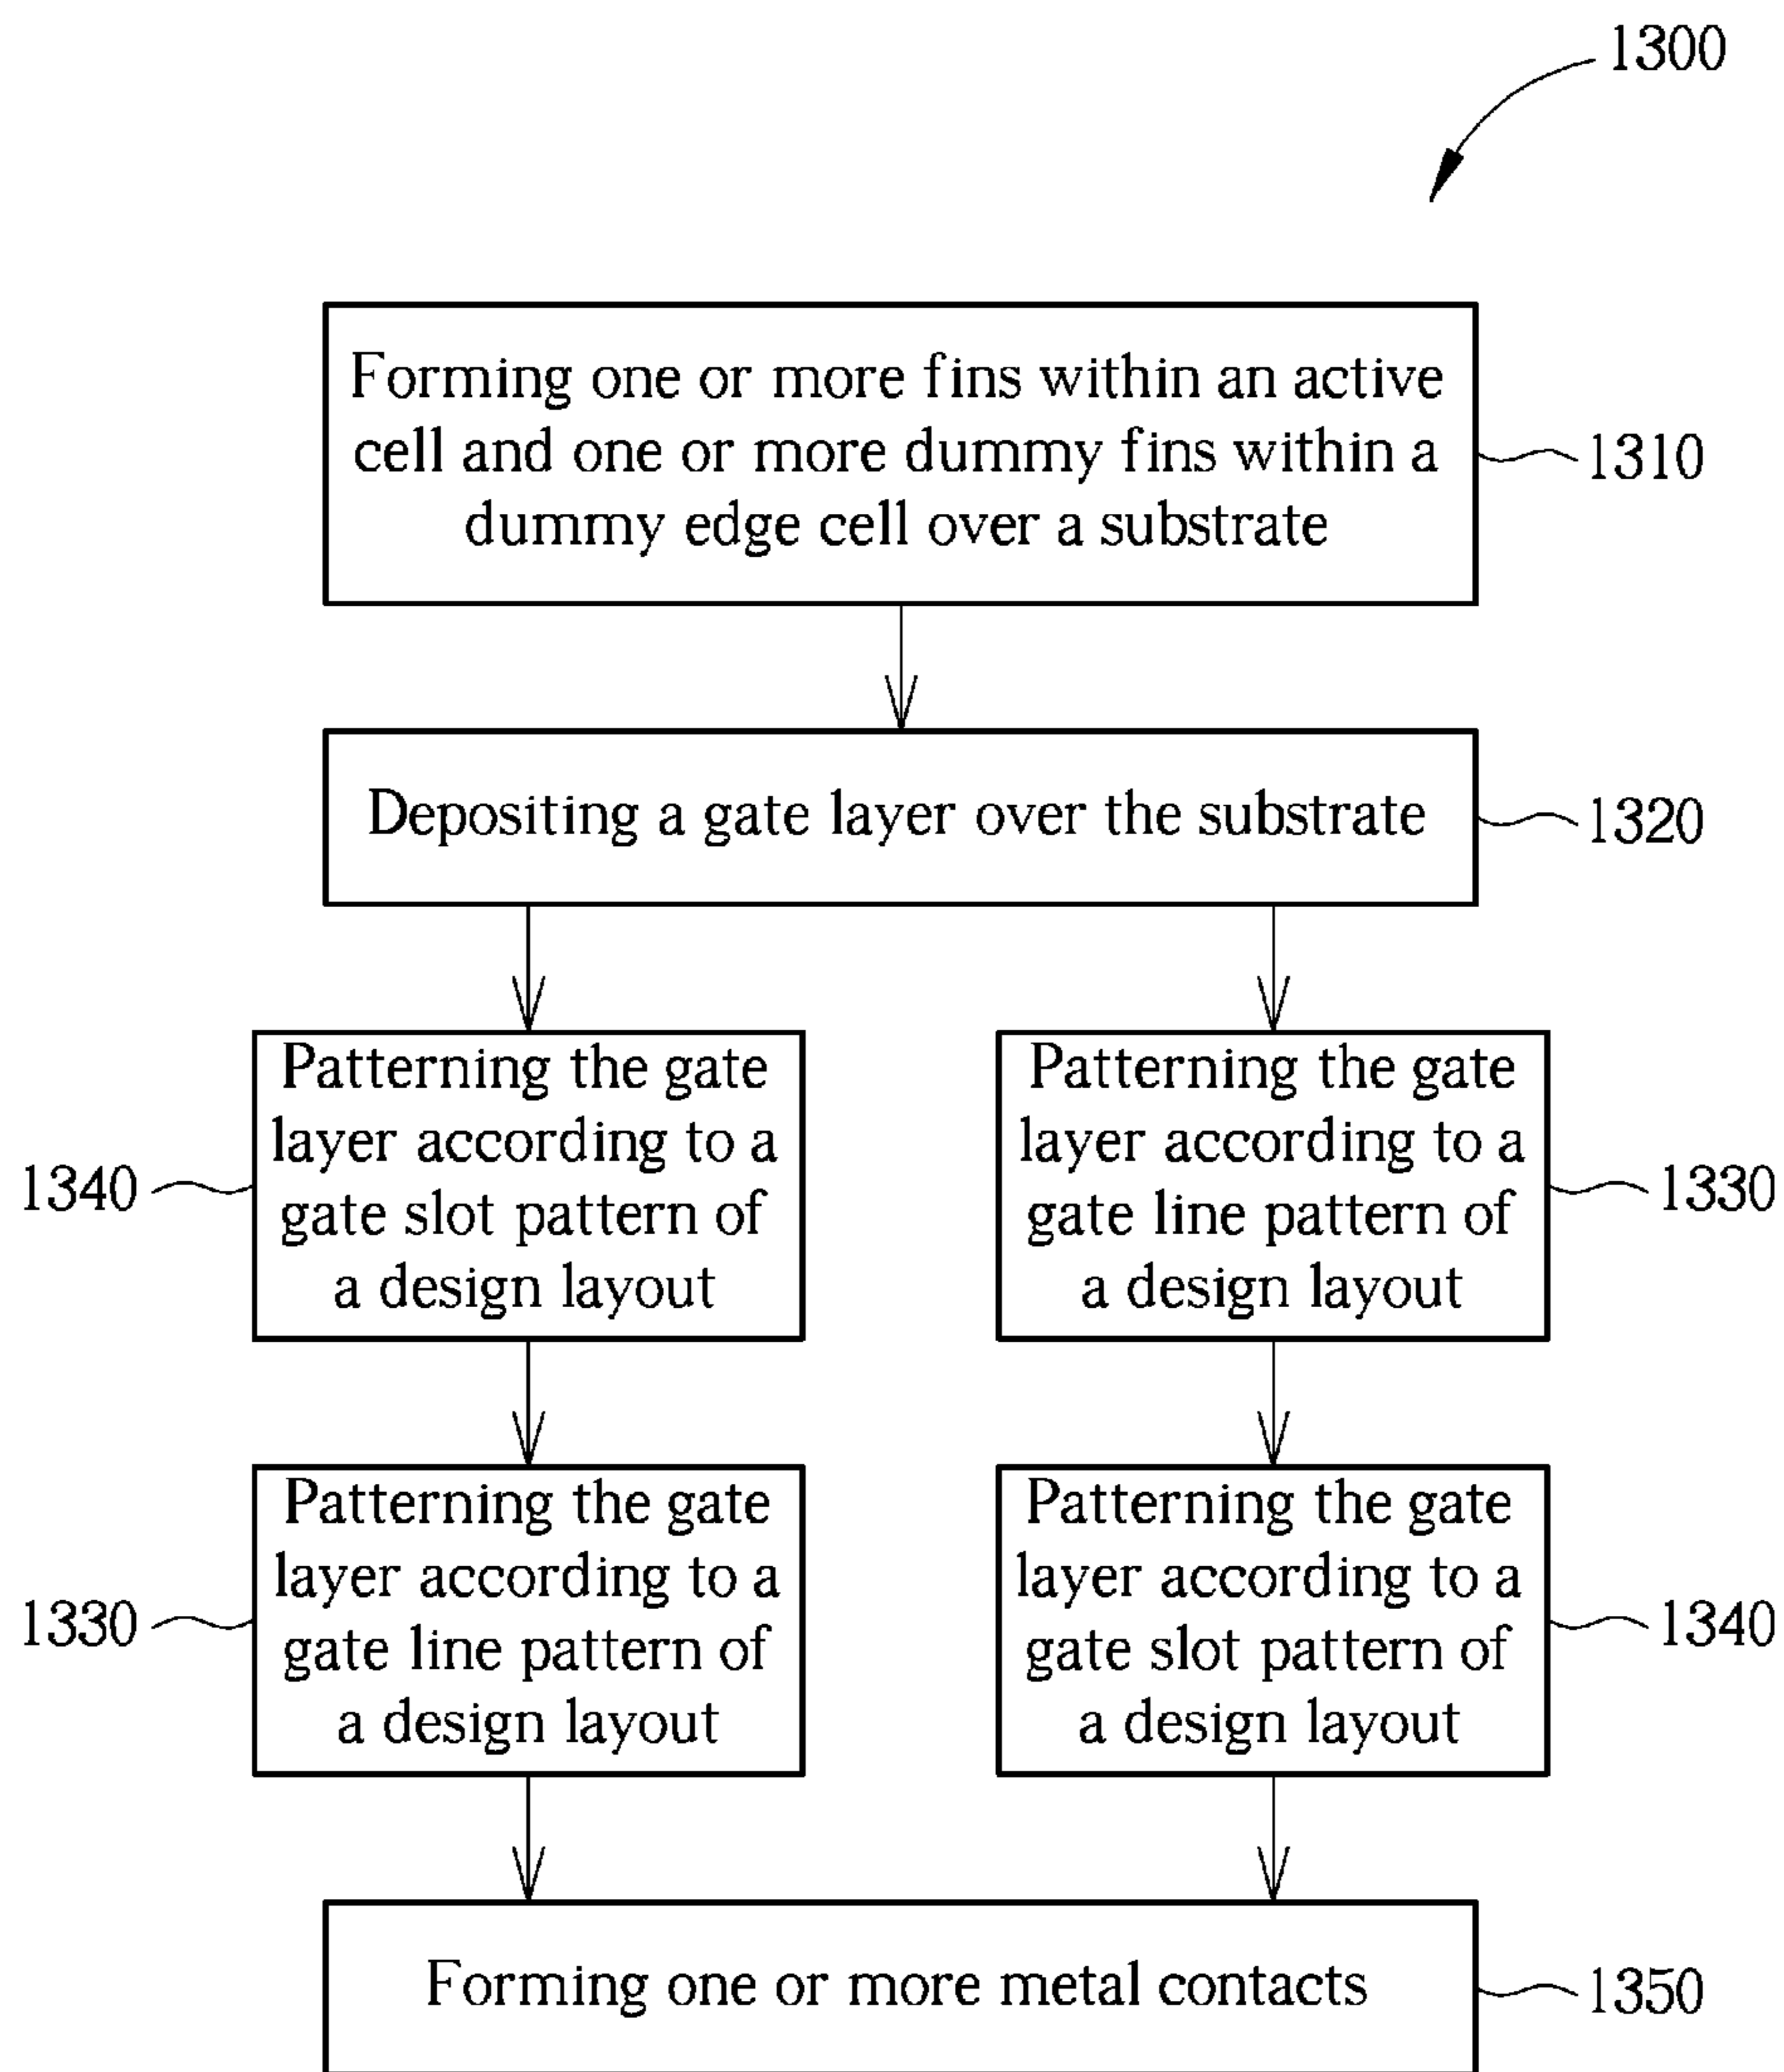 1300
Forming one or more fins within an active
cell and one or more dummy fins within a
dummy edge cell over a substrate
1310
Depositing a gate layer over the substrate
1320
Patterning the gate
layer according to a
gate slot pattern of
a design layout
1340
Patterning the gate
layer according to a
gate line pattern of
a design layout
1330
Patterning the gate
layer according to a
gate line pattern of
a design layout
1330
Patterning the gate
layer according to a
gate slot pattern of
a design layout
1340
Forming one or more metal contacts
1350